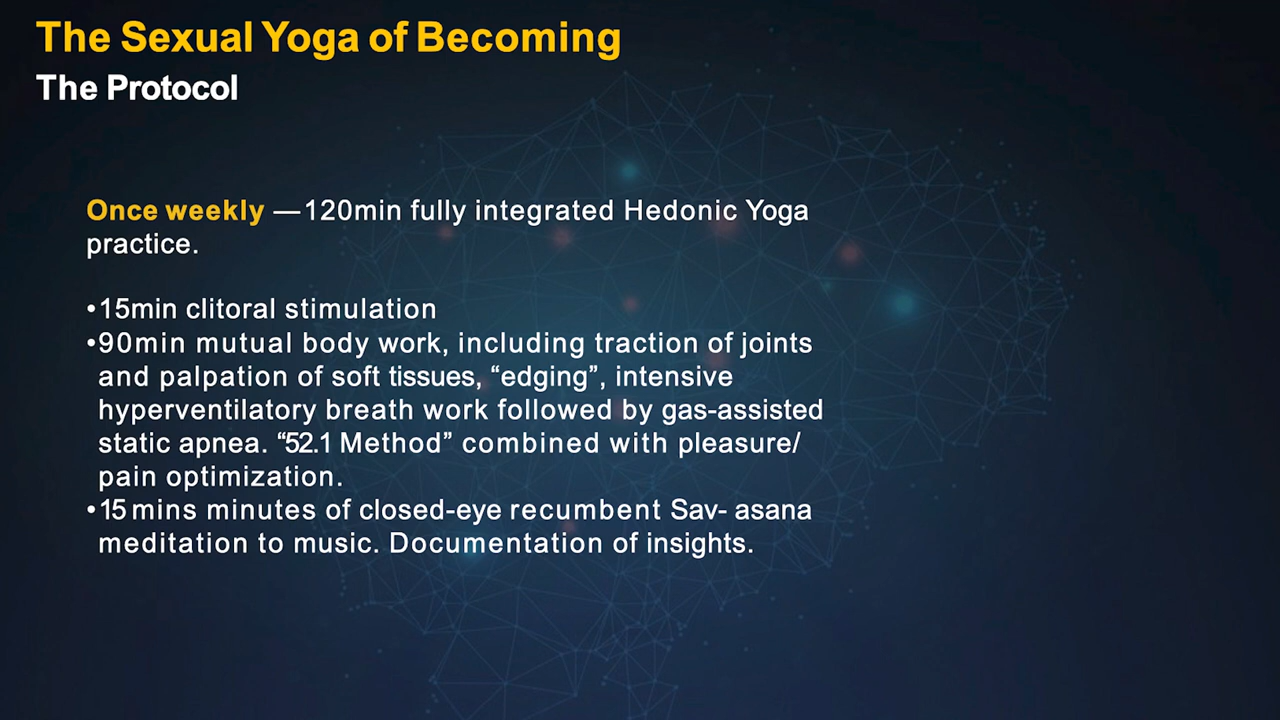 The Sexual Yoga of Becoming
The Protocol
Once weekly — 120min fully integrated Hedonic Yoga
practice.
•15min clitoral stimulation
•90min mutual body work, including traction of joints
and palpation of soft tissues, “edging”, intensive
hyperventilatory breath work followed by gas-assisted
static apnea. “52.1 Method” combined with pleasure/
pain optimization.
•15 mins minutes of closed-eye recumbent Sav- asana
meditation to music. Documentation of insights.